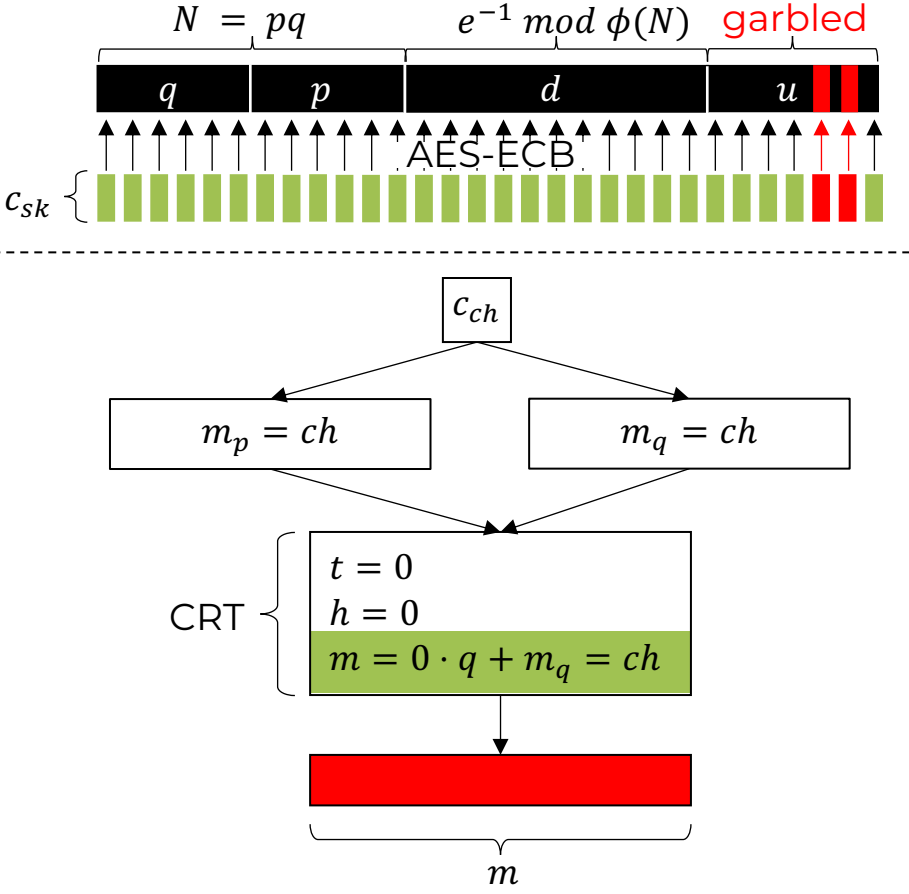 N = pq
e⁻¹ mod ϕ(N)
garbled
q
p
d
u
AES-ECB
c_{sk}
c_{ch}
m_p = ch
m_q = ch
CRT
t = 0
h = 0
m = 0 · q + m_q = ch
m